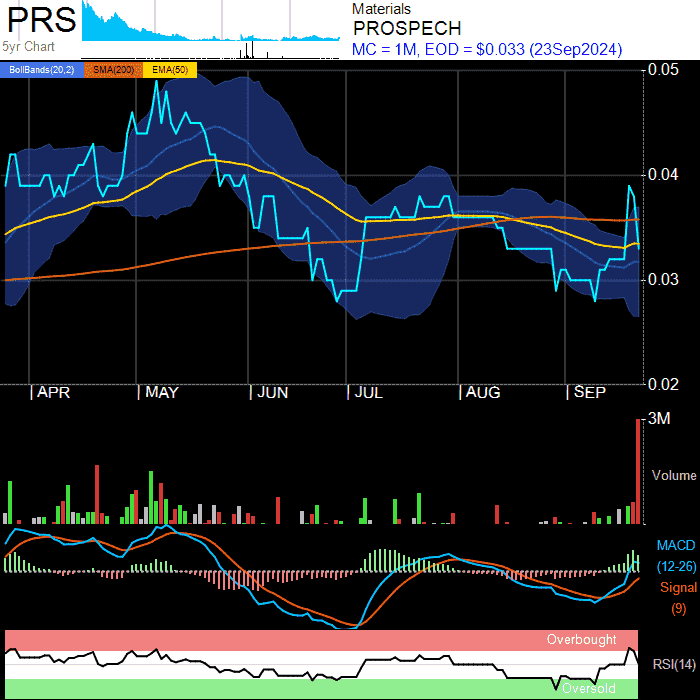 PRS
5yr Chart
Materials
PROSPECH
MC = 1M, EOD = $0.033 (23Sep2024)
BollBands(20,2) SMA(200) EMA(50)
0.05
0.04
0.03
0.02
APR MAY JUN JUL AUG SEP
3M
Volume
MACD
(12-26)
Signal
(9)
Overbought
RSI(14)
Oversold